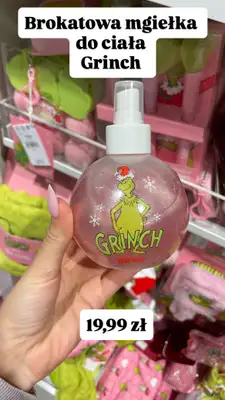 Brokatowa mgiełka
do ciała
Grinch
GRINCH
19,99 zł